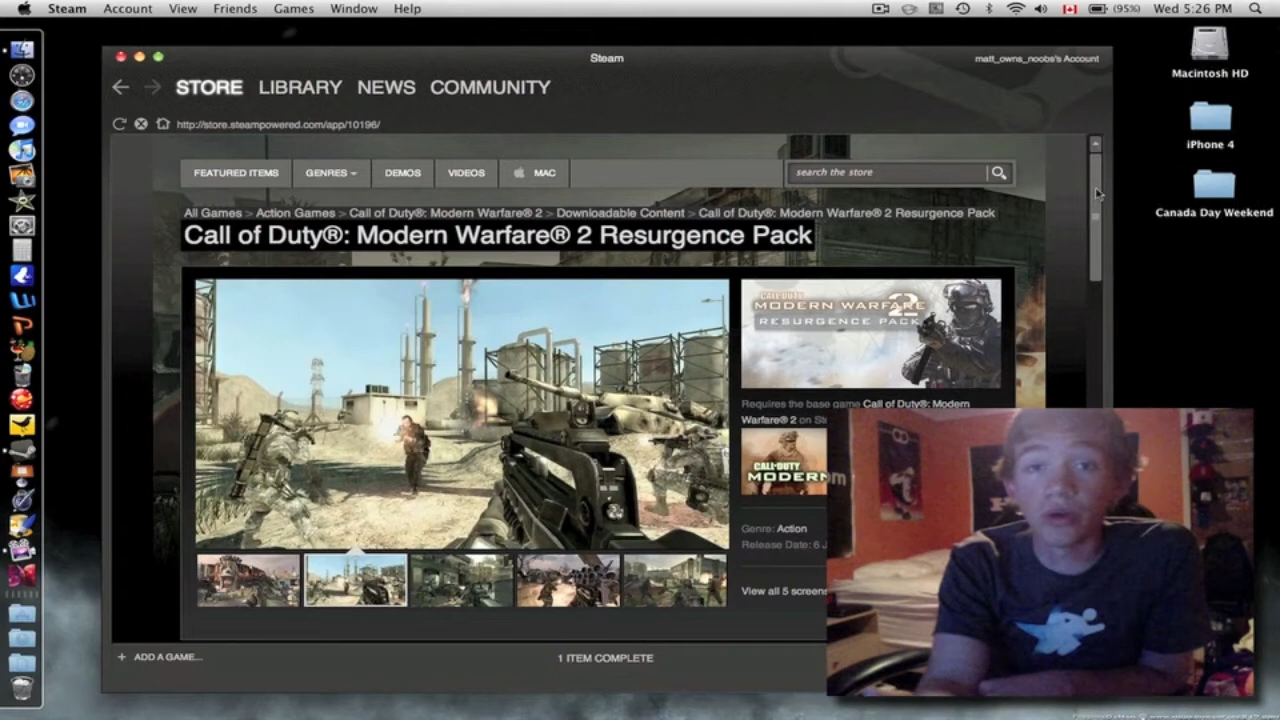 Steam Account View Friends Games Window Help
(95%) Wed 5:26 PM
Steam
matt_owns_noobs's Account
STORE LIBRARY NEWS COMMUNITY
http://store.steampowered.com/app/10196/
FEATURED ITEMS GENRES DEMOS VIDEOS MAC
search the store
All Games > Action Games > Call of Duty®: Modern Warfare® 2 > Downloadable Content > Call of Duty®: Modern Warfare® 2 Resurgence Pack
Call of Duty®: Modern Warfare® 2 Resurgence Pack
CALL OF DUTY
MODERN WARFARE 2
RESURGENCE PACK
Requires the base game Call of Duty®: Modern
Warfare® 2 on
CALL OF DUTY
MODERN
Genre: Action
Release Date: 6
View all 5
+ ADD A GAME...
1 ITEM COMPLETE
Macintosh HD
iPhone 4
Canada Day Weekend